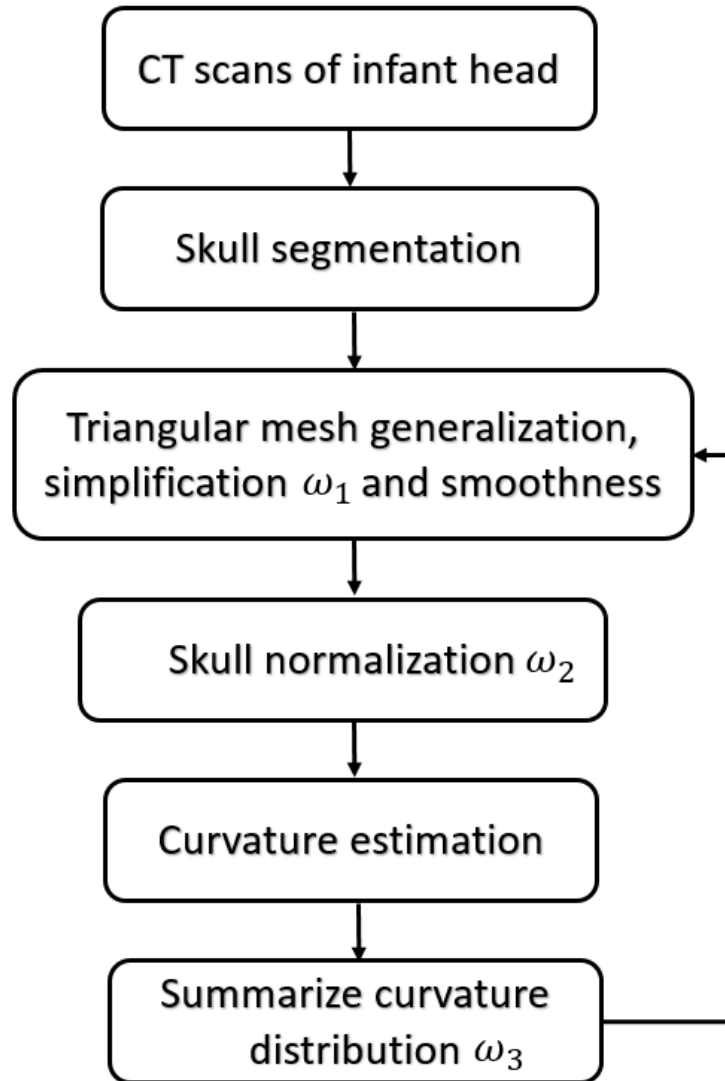 CT scans of infant head
Skull segmentation
Triangular mesh generalization,
simplification ω₁ and smoothness
Skull normalization ω₂
Curvature estimation
Summarize curvature
distribution ω₃